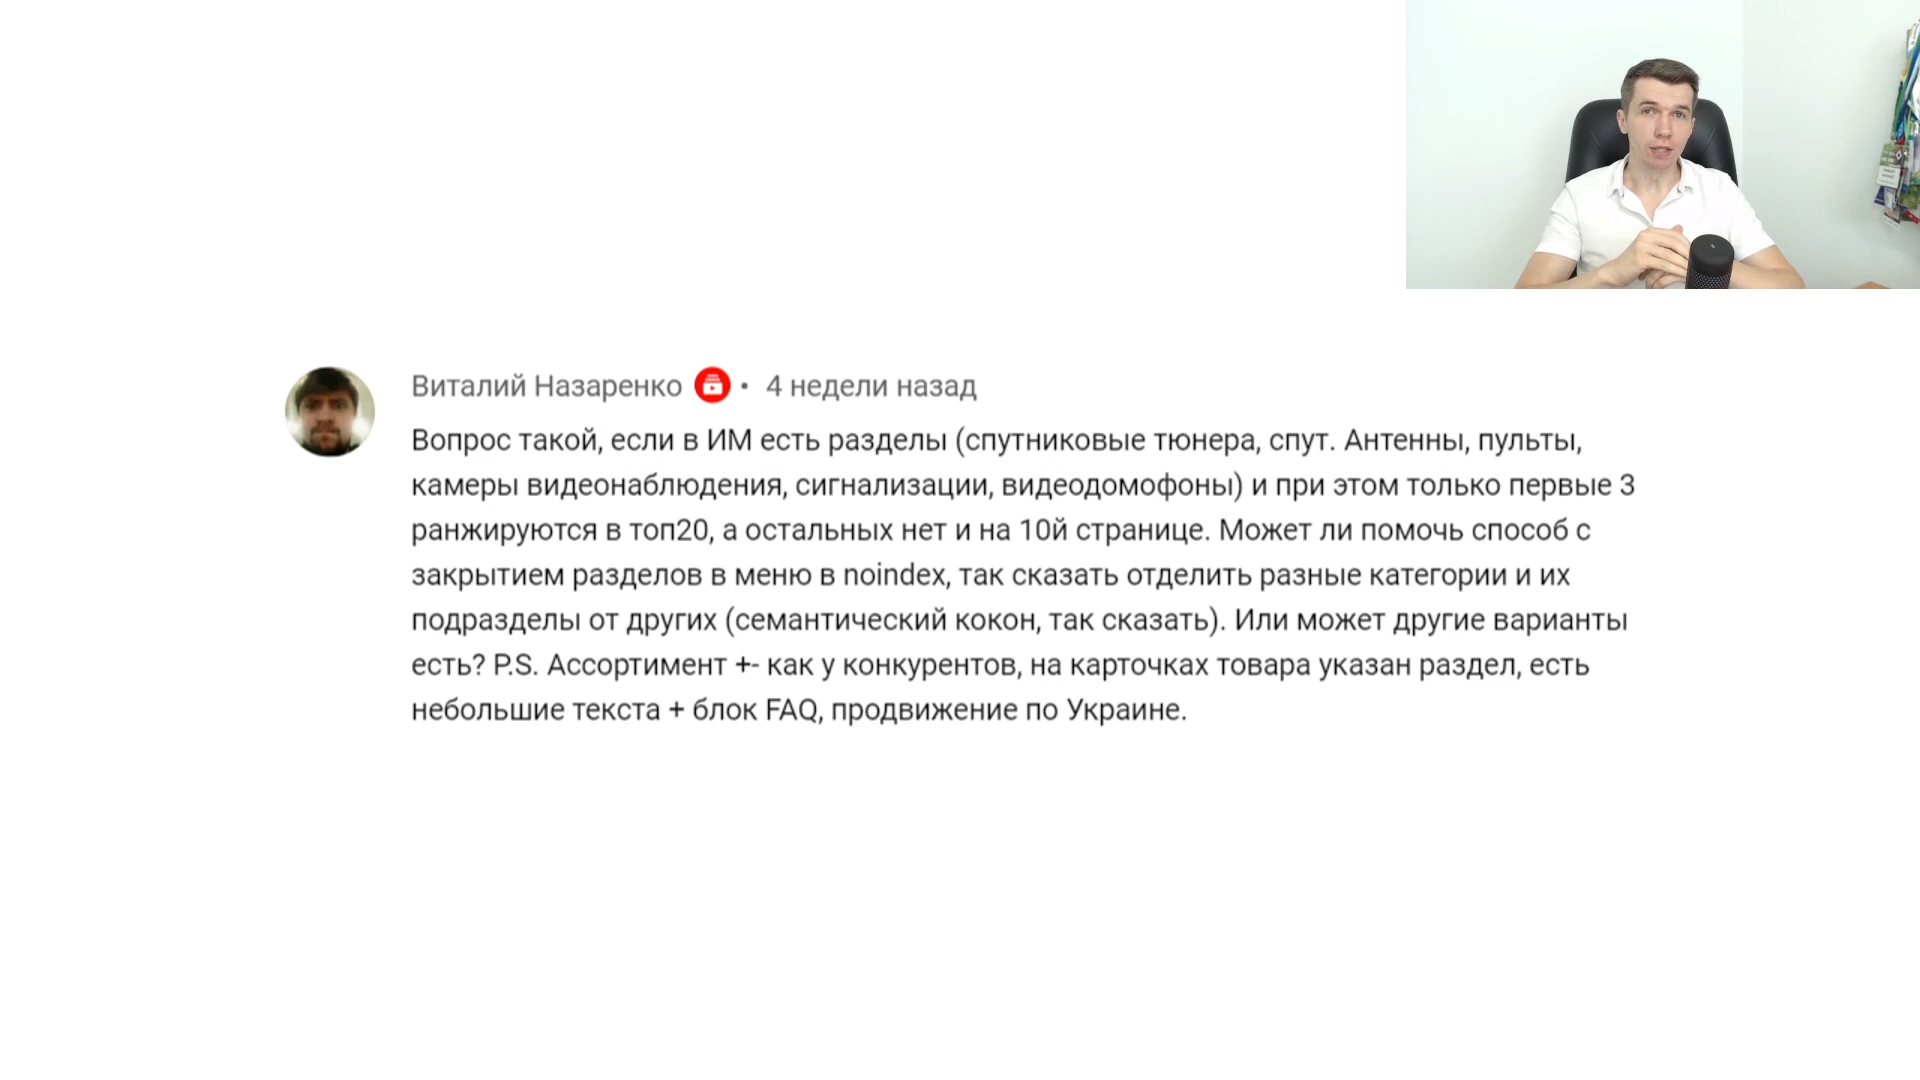 Виталий Назаренко • 4 недели назад
Вопрос такой, если в ИМ есть разделы (спутниковые тюнера, спут. Антенны, пульты,
камеры видеонаблюдения, сигнализации, видеодомофоны) и при этом только первые 3
ранжируются в топ20, а остальных нет и на 10й странице. Может ли помочь способ с
закрытием разделов в меню в noindex, так сказать отделить разные категории и их
подразделы от других (семантический кокон, так сказать). Или может другие варианты
есть? P.S. Ассортимент +- как у конкурентов, на карточках товара указан раздел, есть
небольшие текста + блок FAQ, продвижение по Украине.